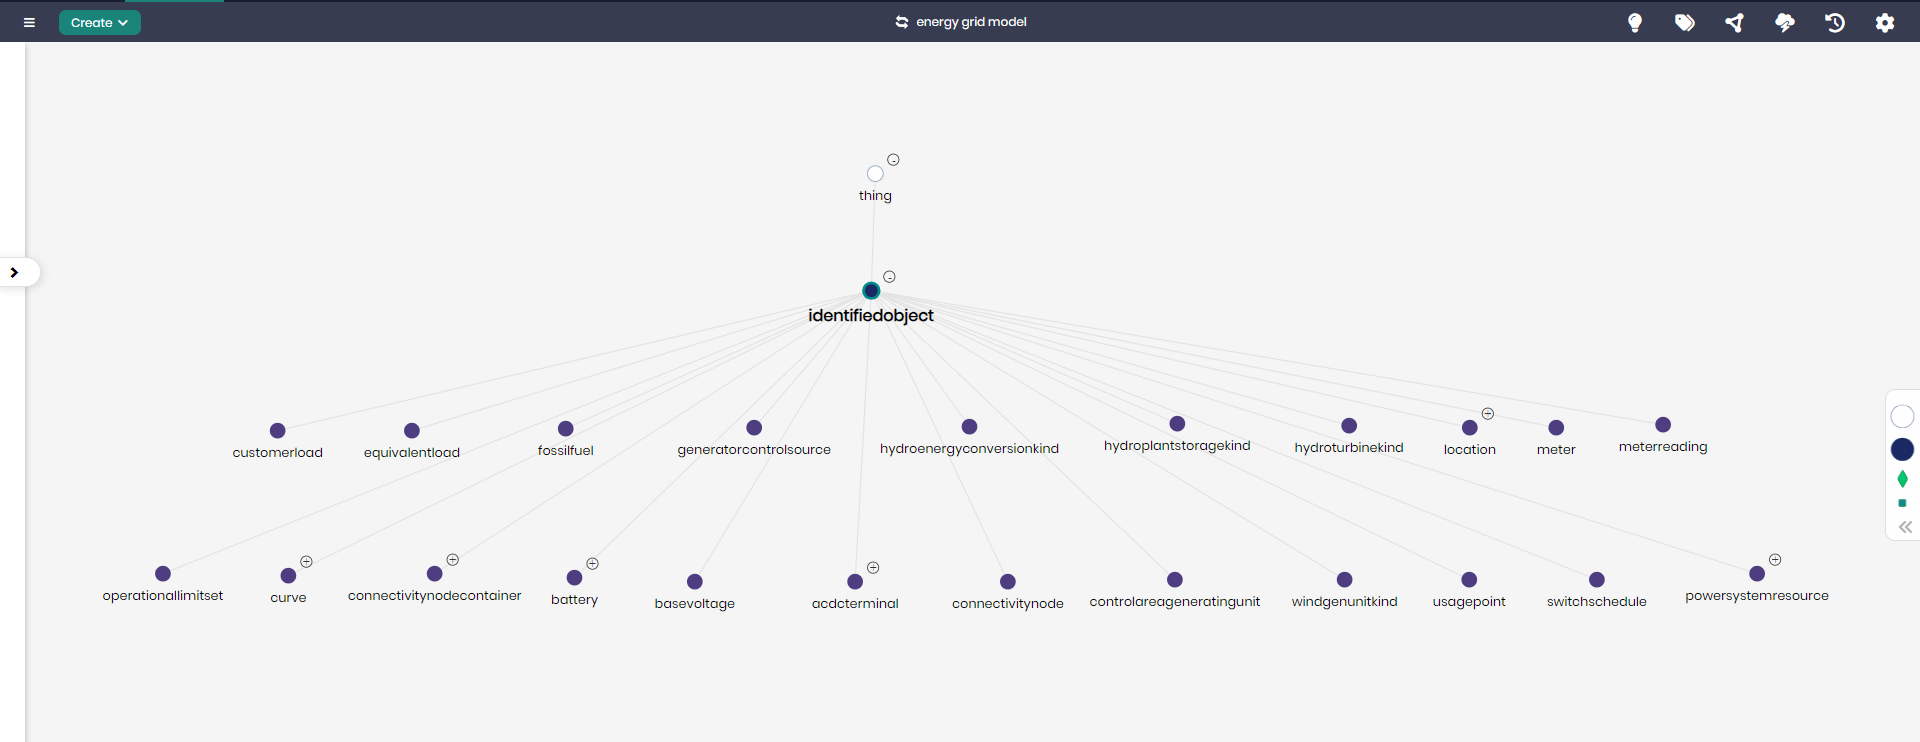 Create
energy grid model
thing
identifiedobject
customerload
equivalentload
fossilfuel
generatorcontrolsource
hydroenergyconversionkind
hydroplantstoragekind
hydroturbinekind
location
meter
meterreading
operationallimitset
curve
connectivitynodecontainer
battery
basevoltage
acdcterminal
connectivitynode
controlareageneratingunit
windgenunitkind
usagepoint
switchschedule
powersystemresource